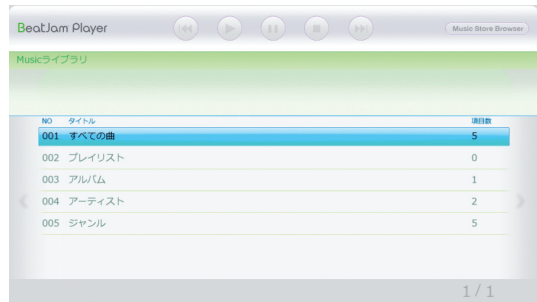 BeatJam Player
Music Store Browser
Musicライブラリ
NO タイトル 項目数
001 すべての曲 5
002 プレイリスト 0
003 アルバム 1
004 アーティスト 2
005 ジャンル 5
1/1